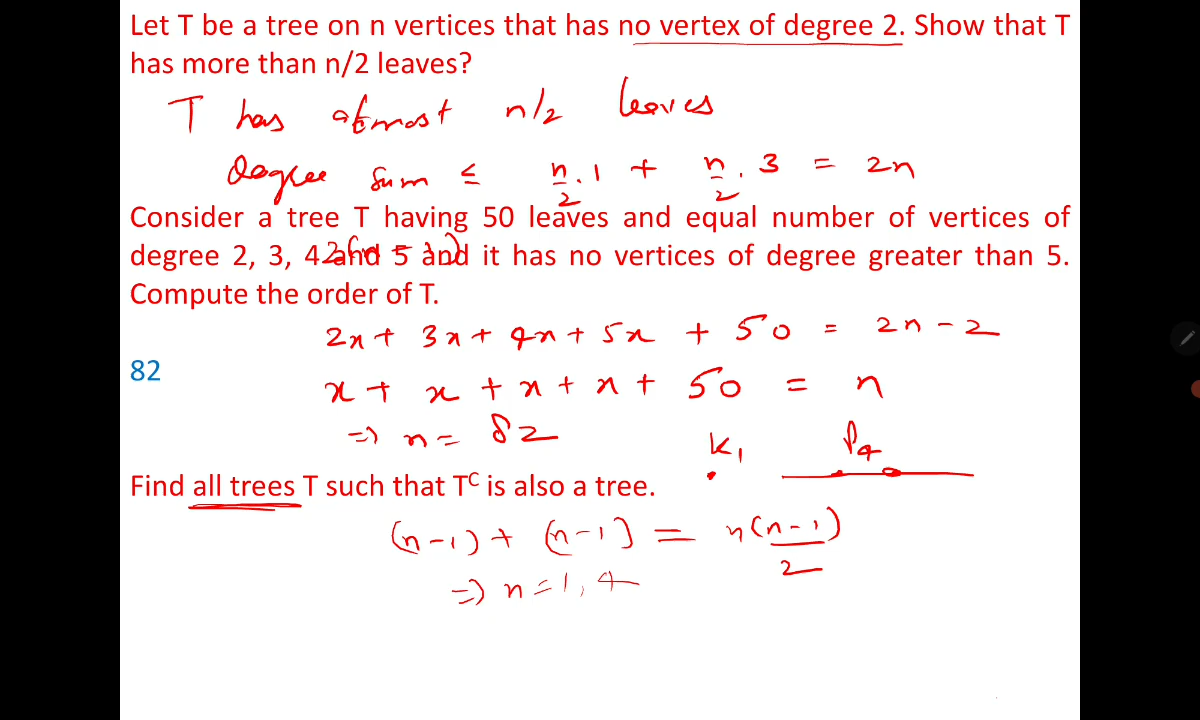 Let T be a tree on n vertices that has no vertex of degree 2. Show that T
has more than n/2 leaves?
T has atmost n/2 leaves
Degree sum ≤ n/2 . 1 + n/2 . 3 = 2n
Consider a tree T having 50 leaves and equal number of vertices of
degree 2, 3, 4 and 5 and it has no vertices of degree greater than 5.
Compute the order of T.
2x + 3x + 4x + 5x + 50 = 2n - 2
82
x + x + x + x + 50 = n
=> n = 82
K₁ P₄
Find all trees T such that Tᶜ is also a tree.
(n-1) + (n-1) = n(n-1)/2
=> n = 1, 4